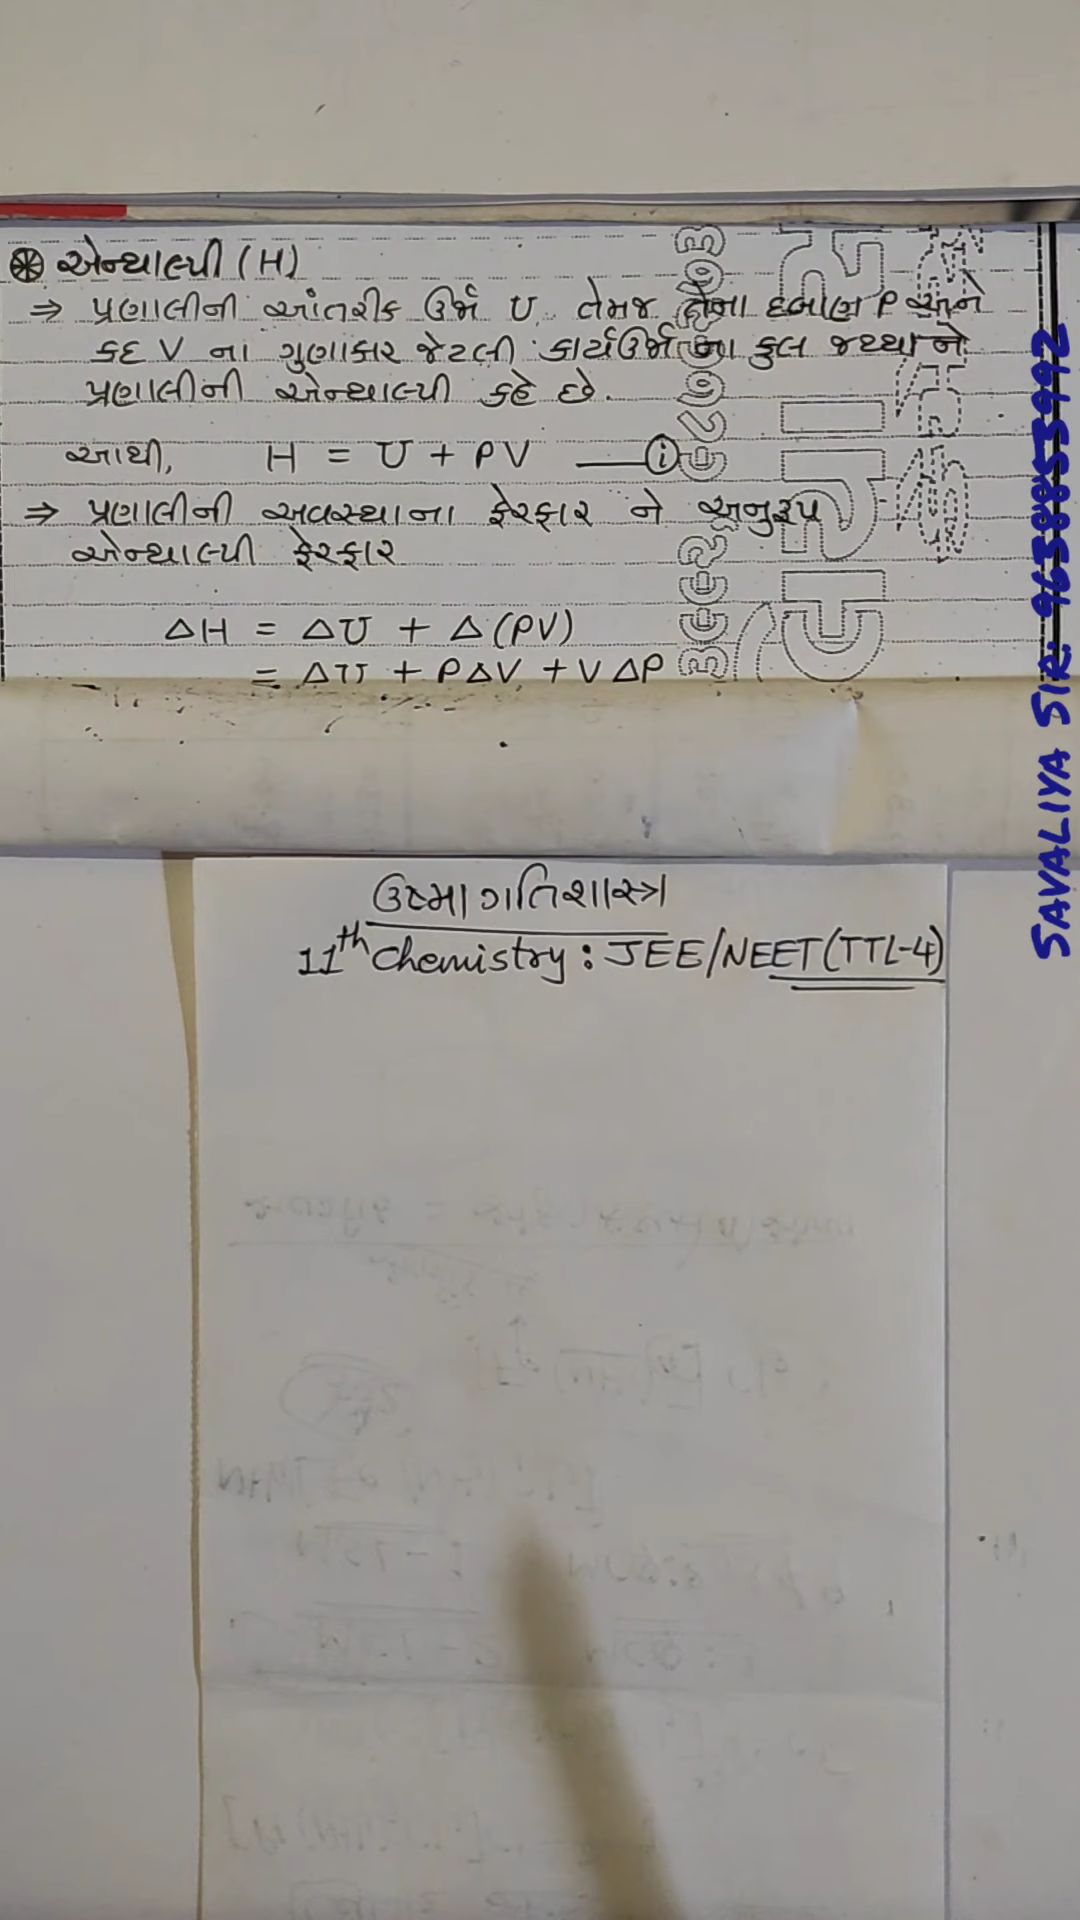 એન્થાલ્પી (H)
⇒ પ્રણાલીની આંતરીક ઉર્જા U, તેમજ તેના દબાણ P અને
કદ V ના ગુણાકાર જેટલી કાર્યઉર્જા ના કુલ જથ્થા ને
પ્રણાલીની એન્થાલ્પી કહે છે.
આથી, H = U + PV —— (i)
⇒ પ્રણાલીની અવસ્થાના ફેરફાર ને અનુરૂપ
એન્થાલ્પી ફેરફાર
ΔH = ΔU + Δ(PV)
= ΔU + PΔV + VΔP
SAVALIYA SIR: 9638853992
ઉષ્માગતિશાસ્ત્ર
11th Chemistry: JEE/NEET(TTL-4)